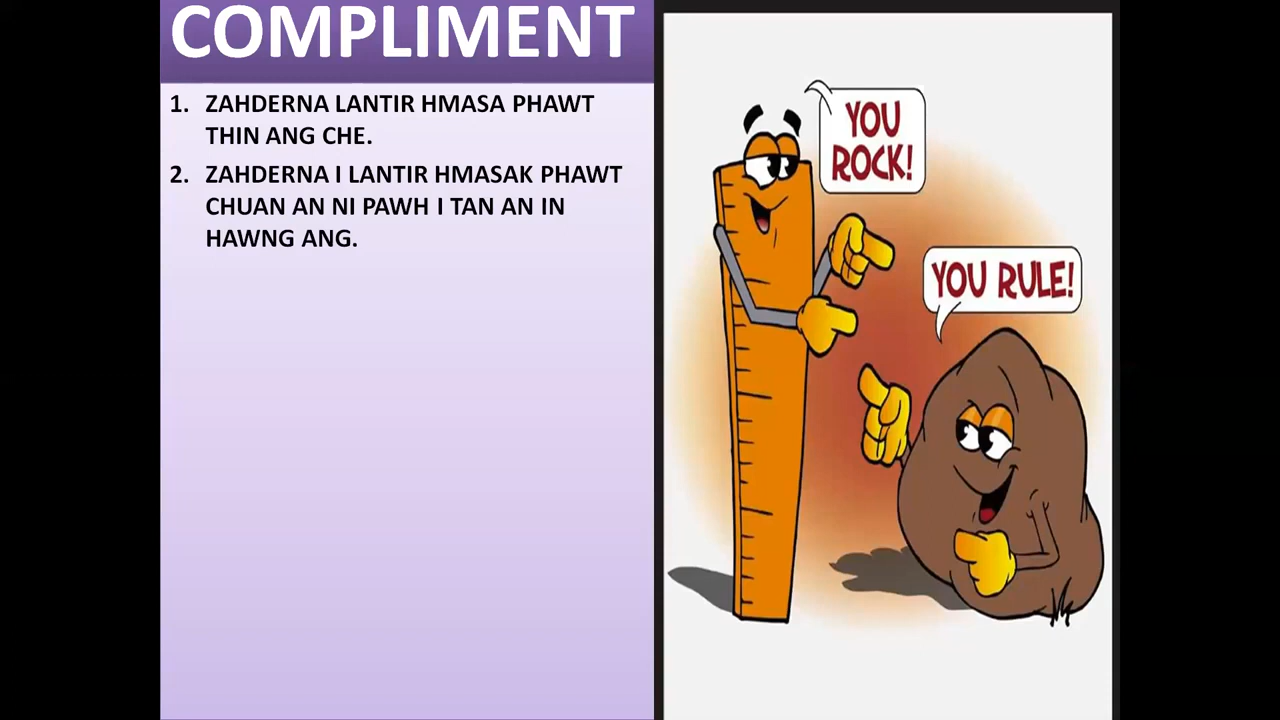 COMPLIMENT
1. ZAHDERNA LANTIR HMASA PHAWT
THIN ANG CHE.
2. ZAHDERNA I LANTIR HMASAK PHAWT
CHUAN AN NI PAWH I TAN AN IN
HAWNG ANG.
YOU
ROCK!
YOU RULE!